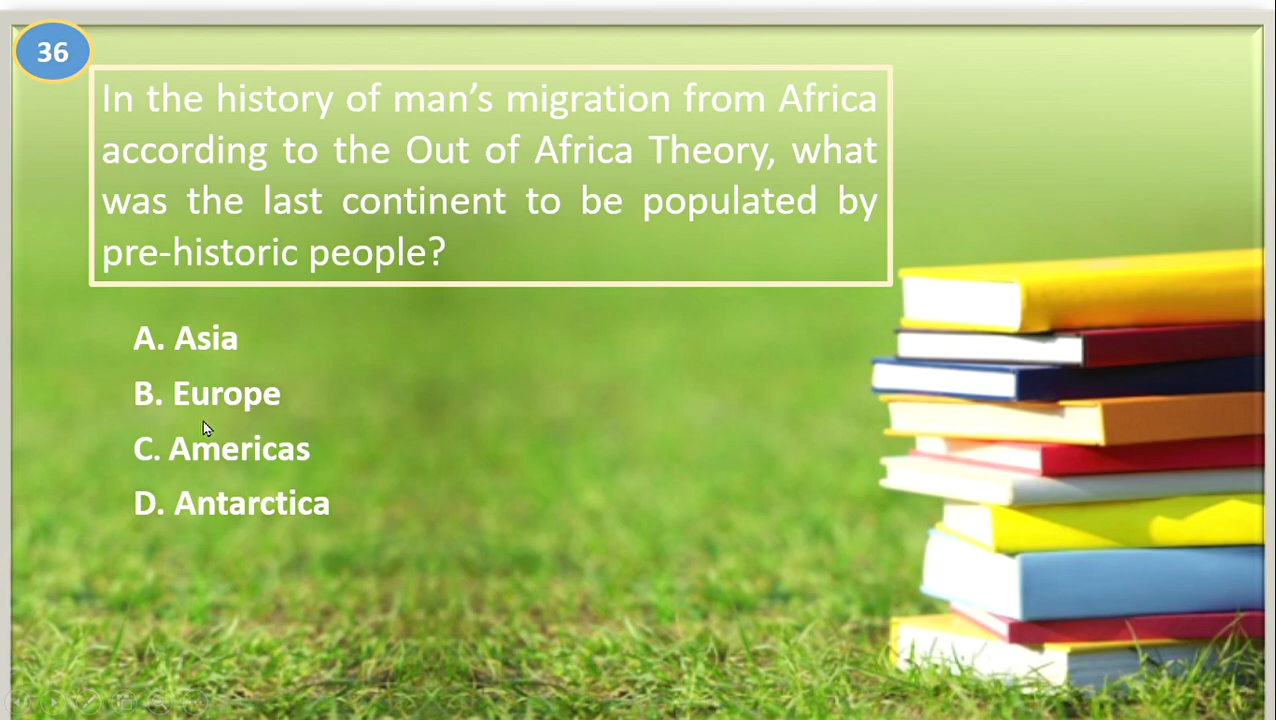 36
In the history of man’s migration from Africa
according to the Out of Africa Theory, what
was the last continent to be populated by
pre-historic people?
A. Asia
B. Europe
C. Americas
D. Antarctica